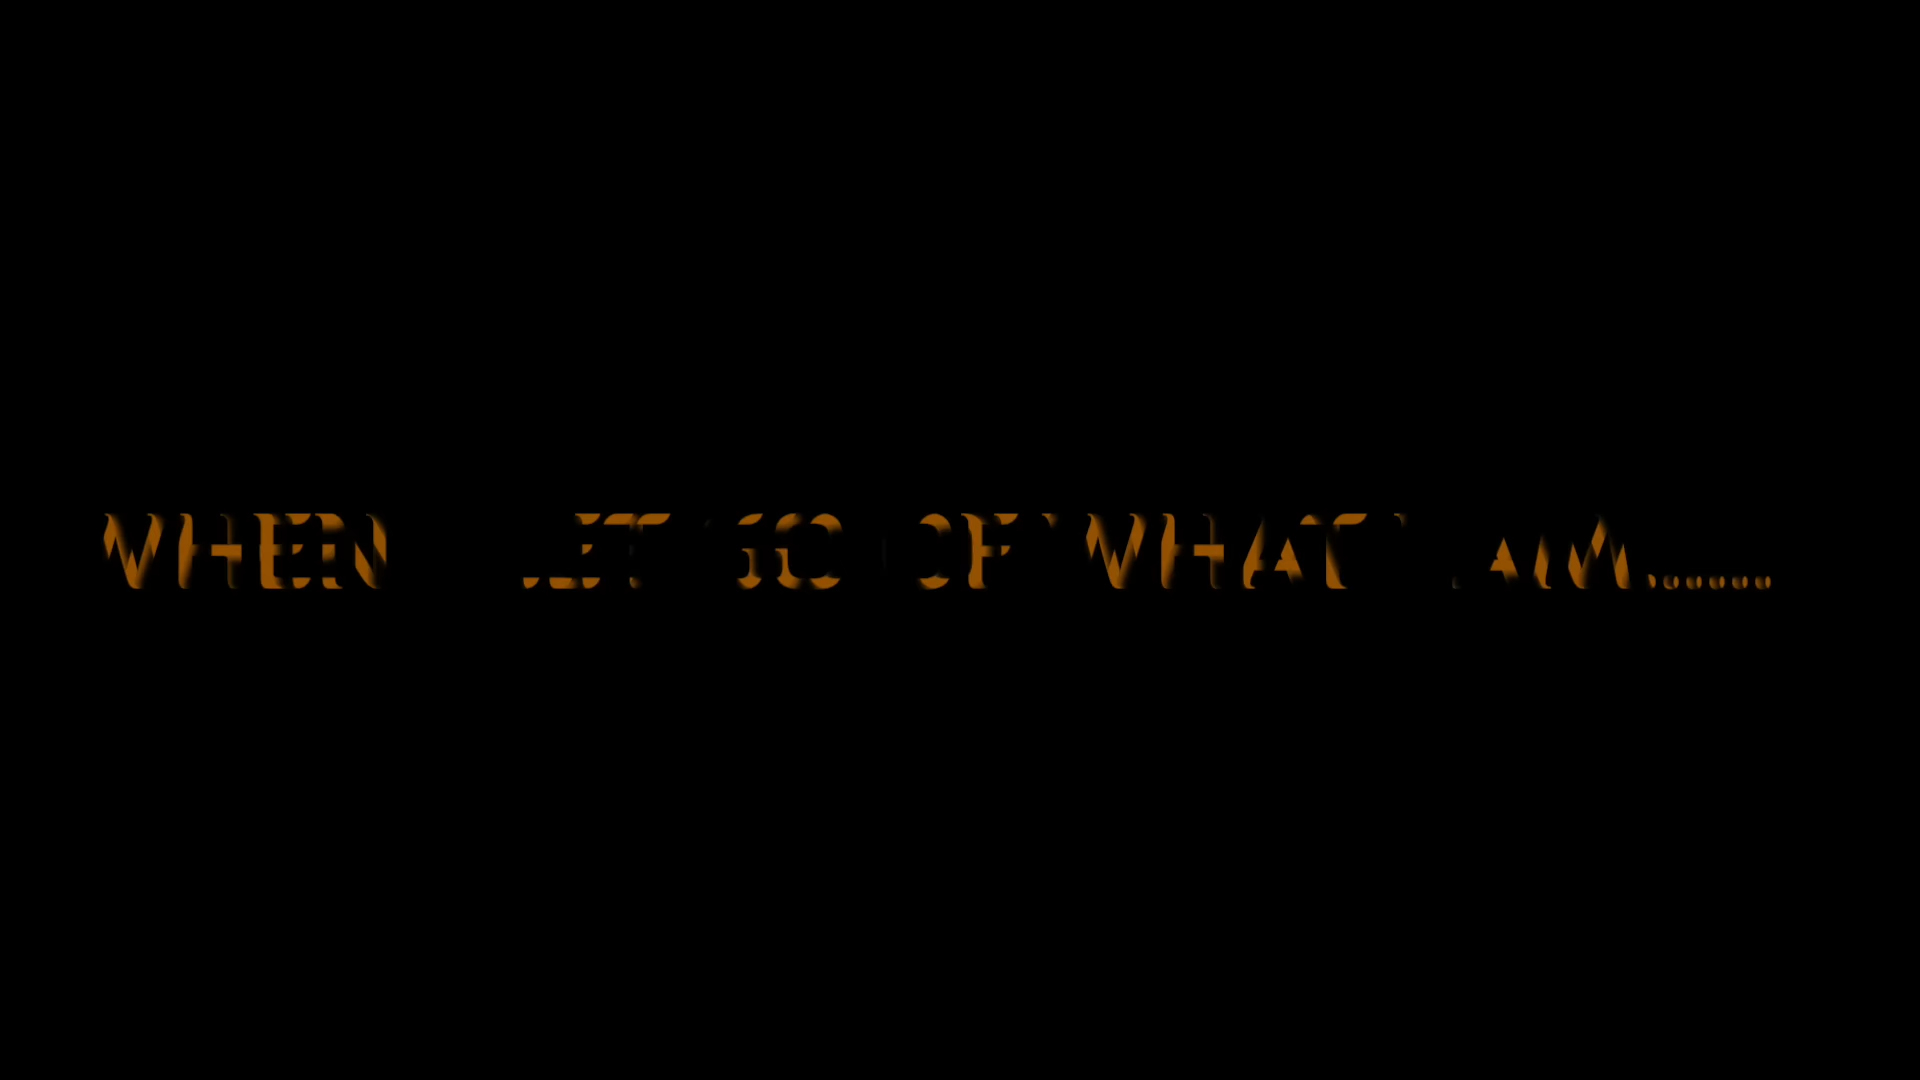 WHEN I LET GO OF WHAT I AM.......